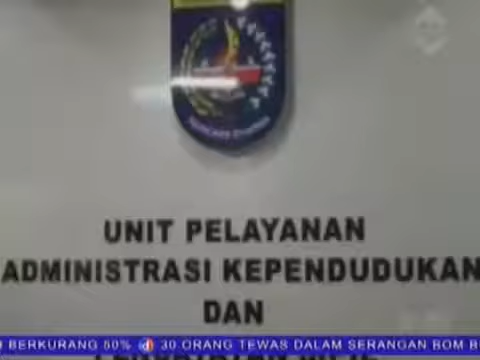 UNIT PELAYANAN
ADMINISTRASI KEPENDUDUKAN
DAN
BERKURANG 50% 30 ORANG TEWAS DALAM SERANGAN BOM B